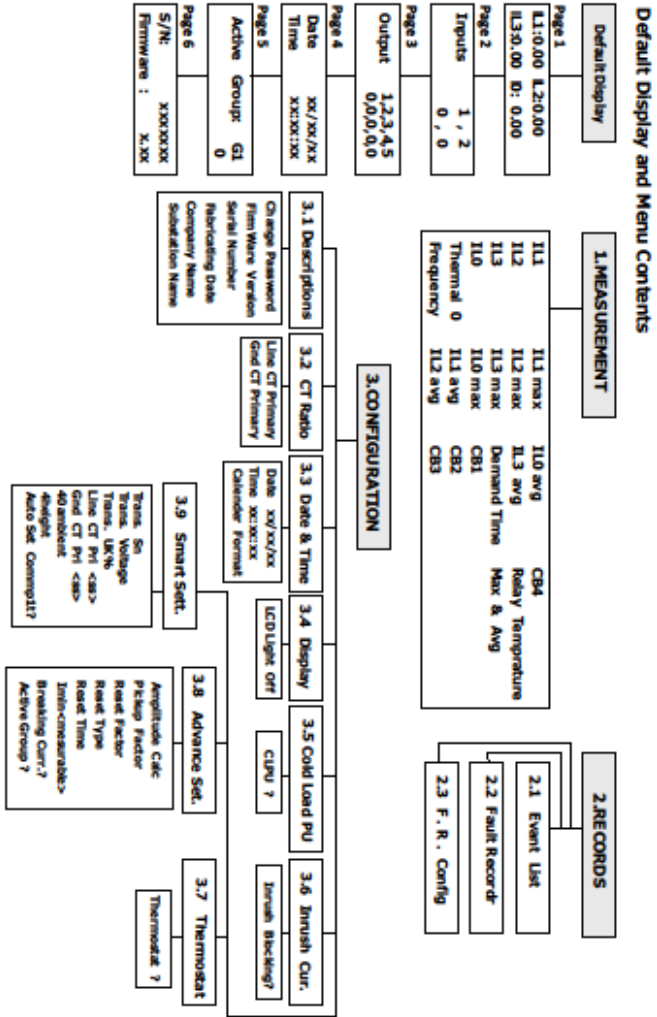 Default Display and Menu Contents
Default Display
Page 1
IL1:0.00 IL2:0.00
IL3:0.00 I0: 0.00
Page 2
Inputs 1 , 2
0 , 0
Page 3
Output 1,2,3,4,5
0,0,0,0,0
Page 4
Date xx/xx/xx
Time xx:xx:xx
Page 5
Active Group: G1
0
Page 6
S/N: xxxxxxx
Firmware : x.xx
1.MEASUREMENT
IL1 IL1 max IL0 avg CB4
IL2 IL2 max IL3 avg Relay Temprature
IL3 IL3 max Demand Time Max & Avg
IL0 IL0 max CB1
Thermal 0 IL1 avg CB2
Frequency IL2 avg CB3
2.RECORDS
2.1 Evant List
2.2 Fault Recordr
2.3 F. R. Config
3.CONFIGURATION
3.1 Descriptions
Change Password
FirmWare Version
Serial Number
Fabricating Date
Company Name
Substation Name
3.2 CT Ratio
Line CT Primary
Gnd CT Primary
3.3 Date & Time
Date xx/xx/xx
Time xx:xx:xx
Calender Format
3.4 Display
LCD Light Off
3.5 Cold Load PU
CLPU ?
3.6 Inrush Cur.
Inrush Blocking?
3.9 Smart Sett.
Trans. Sn
Trans. Voltage
Trans. UK%
Line CT Pri <ss>
Gnd CT Pri <ss>
40ambient
4height
Auto Set Commplt?
3.8 Advance Set.
Amplitude Calc
Pickup Factor
Reset Factor
Reset Type
Reset Time
Imin<mesurable>
Breaking Curr.?
Active Group ?
3.7 Thermostat
Thermostat ?